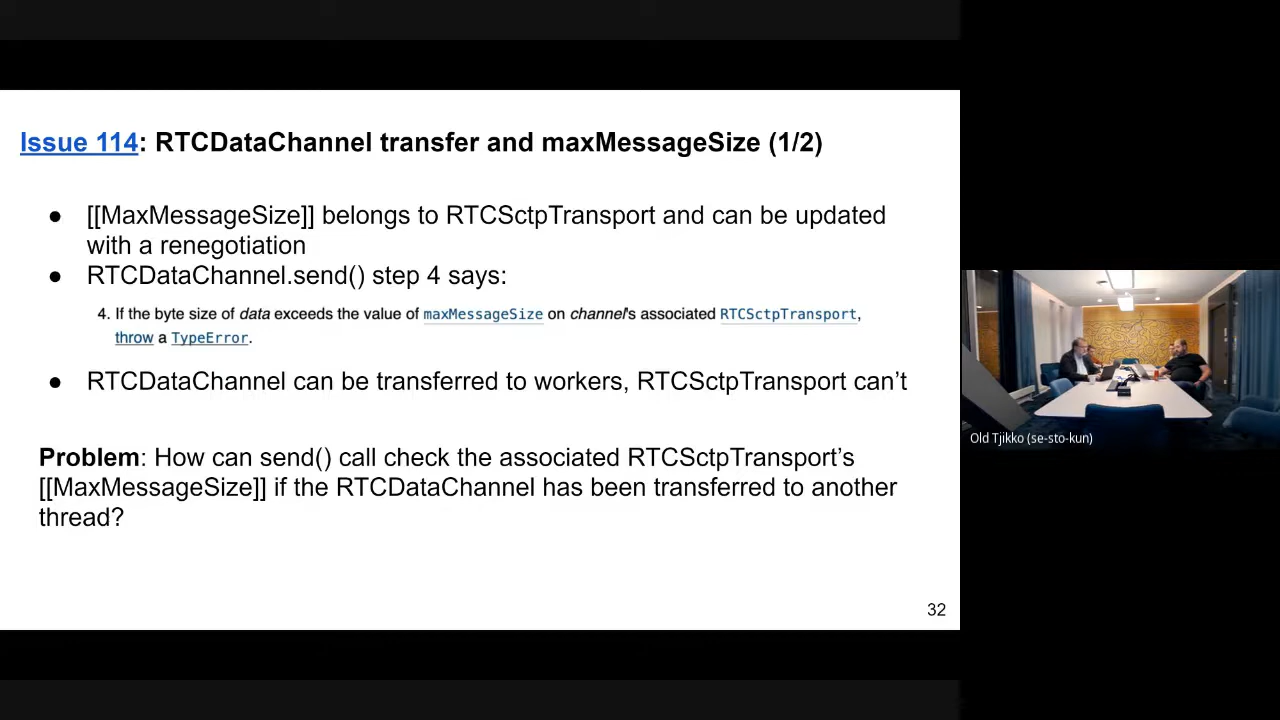 Issue 114: RTCDataChannel transfer and maxMessageSize (1/2)
● [[MaxMessageSize]] belongs to RTCSctpTransport and can be updated
with a renegotiation
● RTCDataChannel.send() step 4 says:
4. If the byte size of data exceeds the value of maxMessageSize on channel's associated RTCSctpTransport,
throw a TypeError.
● RTCDataChannel can be transferred to workers, RTCSctpTransport can’t
Problem: How can send() call check the associated RTCSctpTransport’s
[[MaxMessageSize]] if the RTCDataChannel has been transferred to another
thread?
32
Old Tjikko (se-sto-kun)